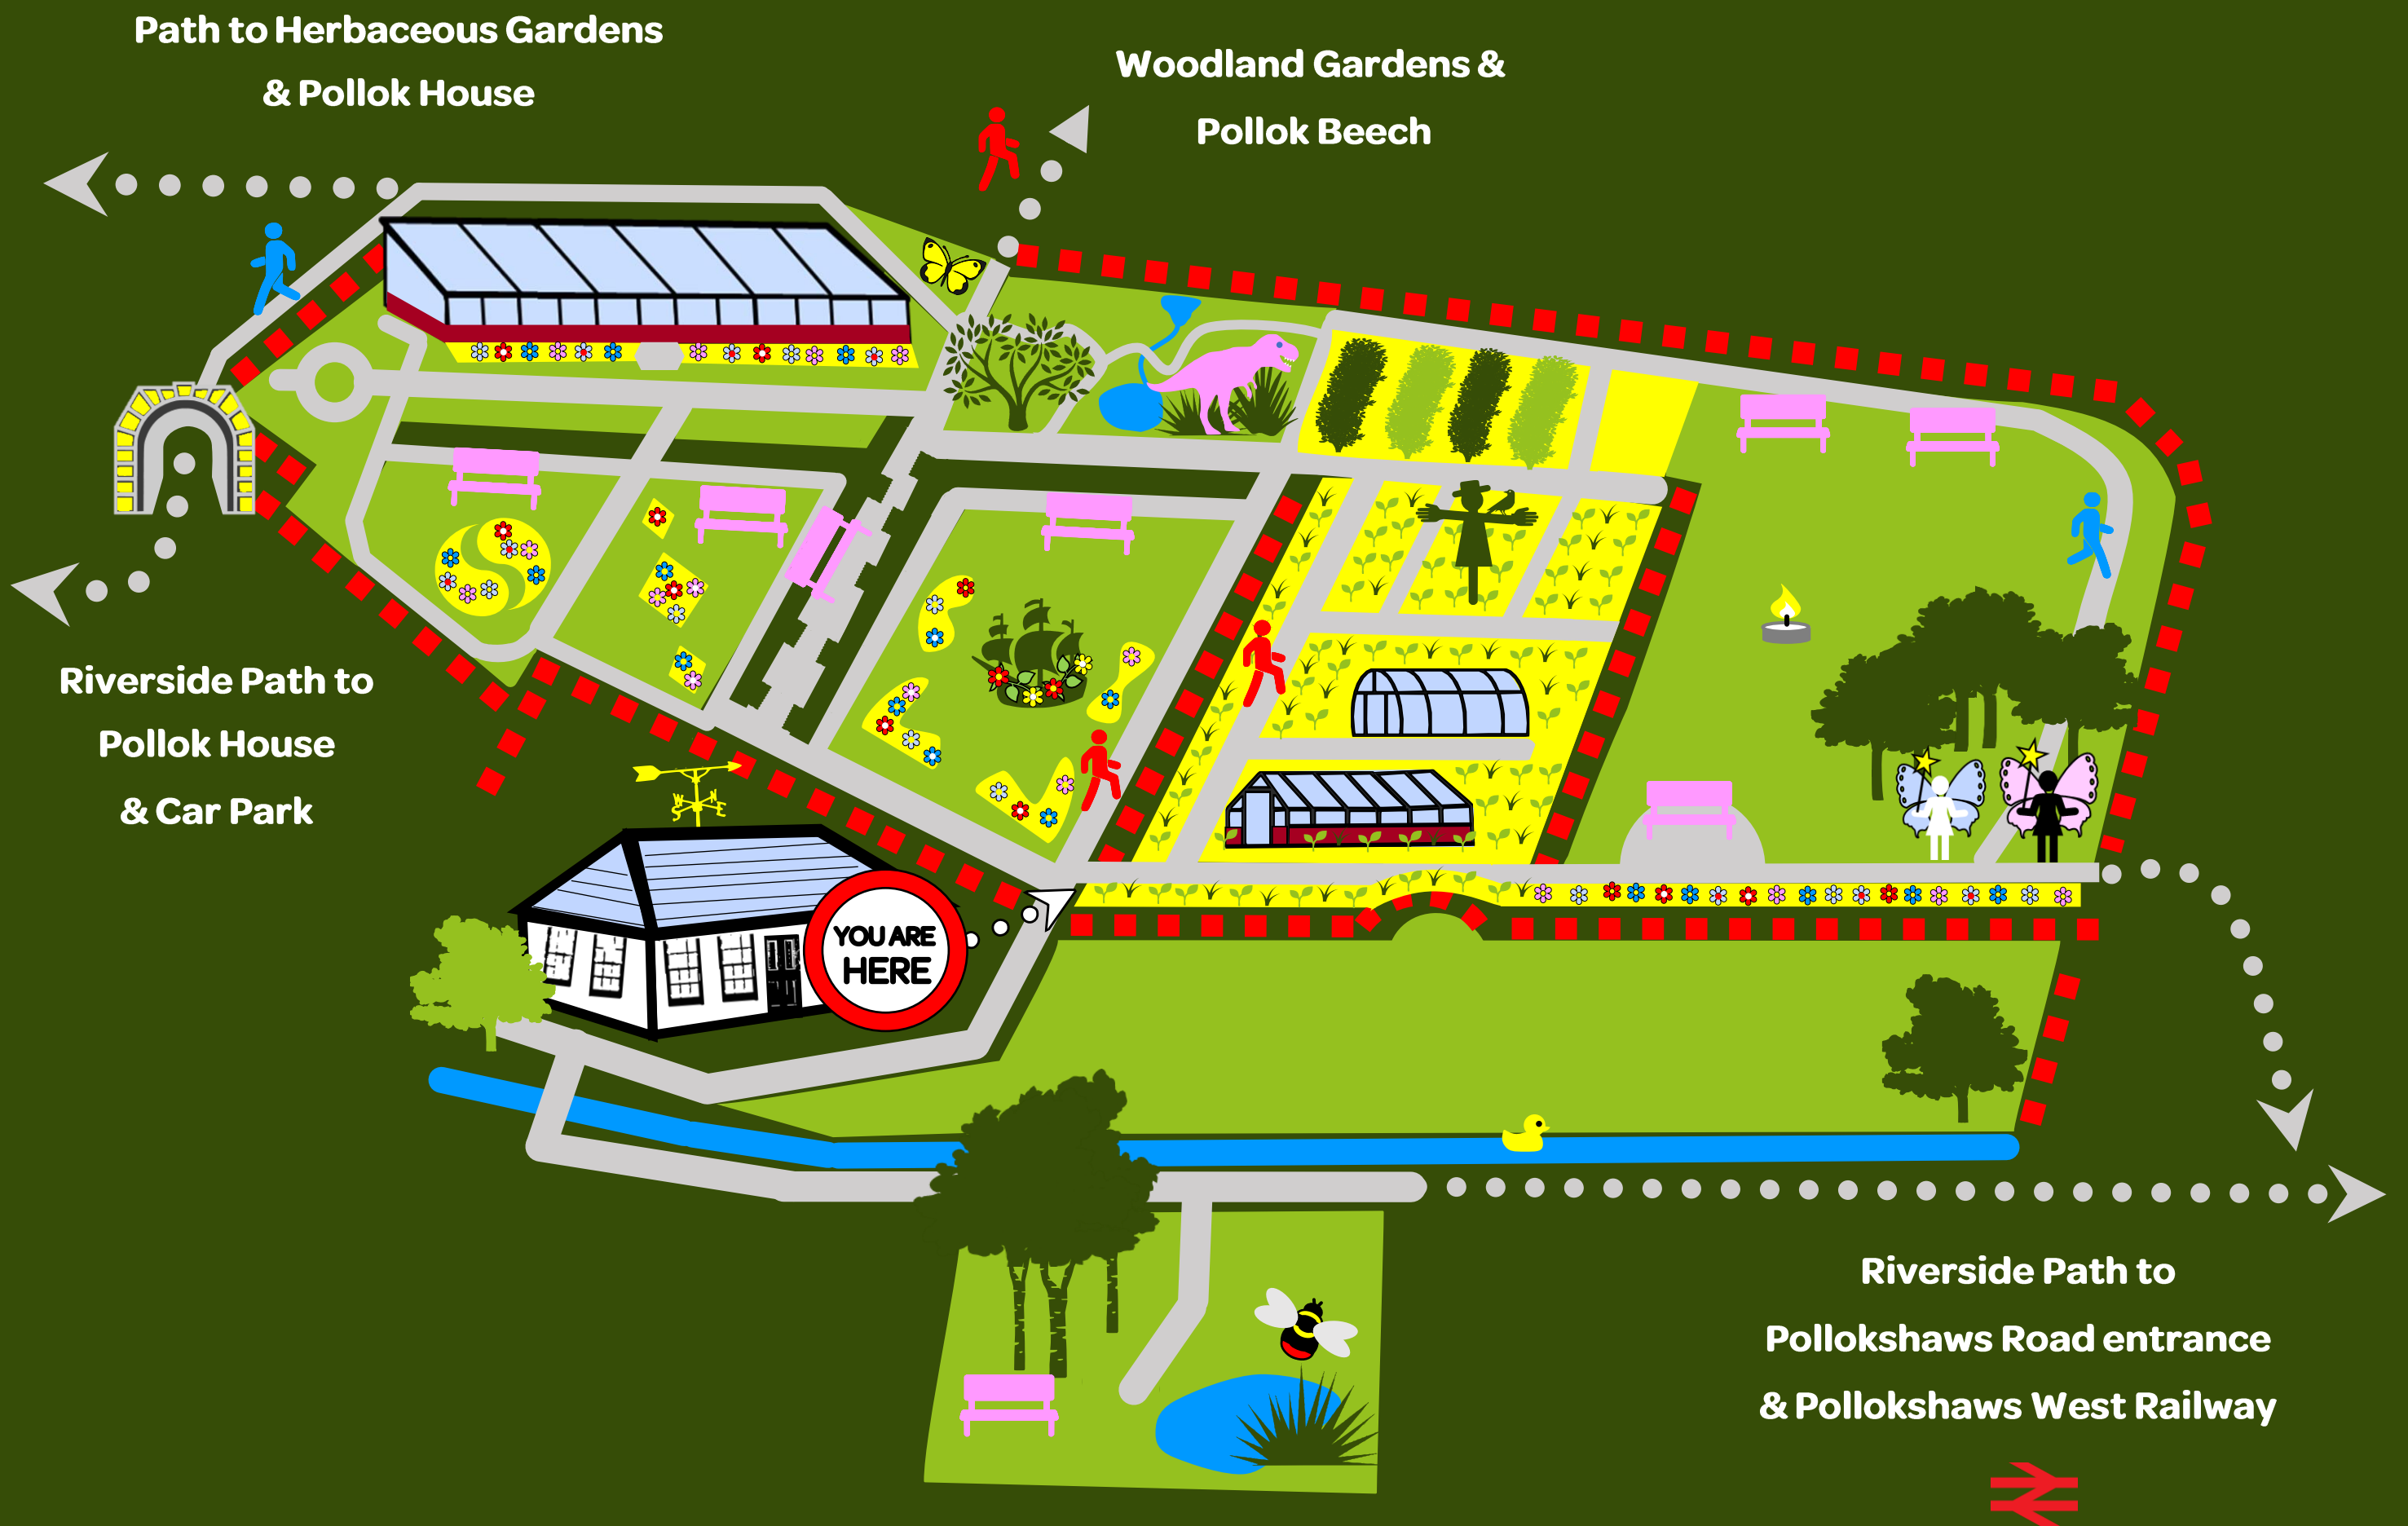 Path to Herbaceous Gardens
& Pollok House
Woodland Gardens &
Pollok Beech
Riverside Path to
Pollok House
& Car Park
YOU ARE
HERE
Riverside Path to
Pollokshaws Road entrance
& Pollokshaws West Railway